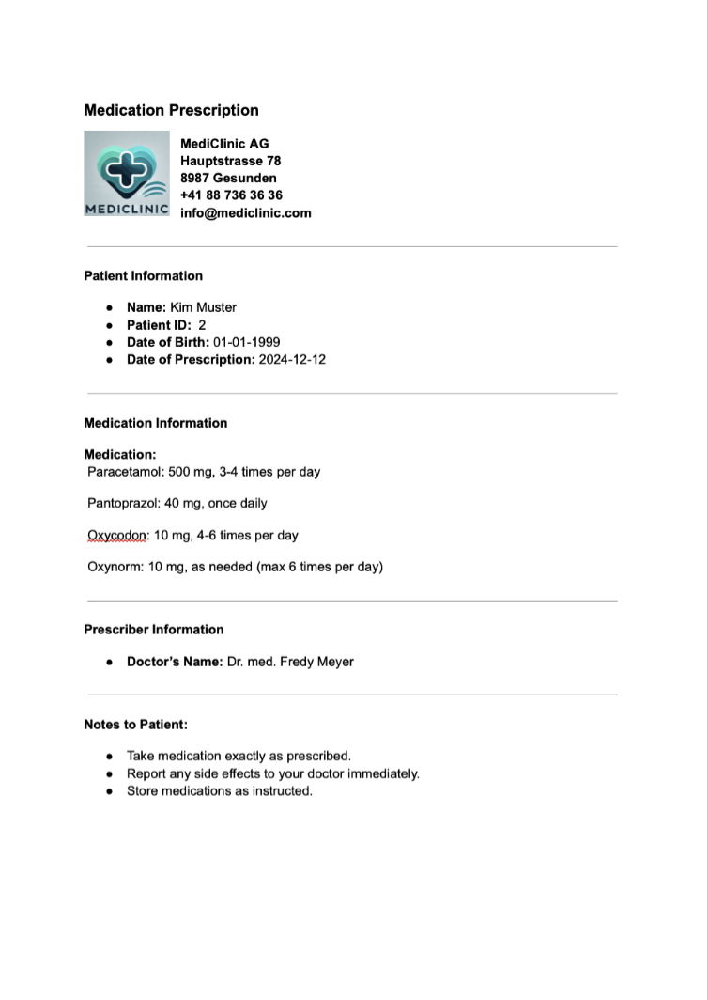 Medication Prescription
MEDICLINIC
MediClinic AG
Hauptstrasse 78
8987 Gesunden
+41 88 736 36 36
info@mediclinic.com
Patient Information
● Name: Kim Muster
● Patient ID: 2
● Date of Birth: 01-01-1999
● Date of Prescription: 2024-12-12
Medication Information
Medication:
Paracetamol: 500 mg, 3-4 times per day
Pantoprazol: 40 mg, once daily
Oxycodon: 10 mg, 4-6 times per day
Oxynorm: 10 mg, as needed (max 6 times per day)
Prescriber Information
● Doctor’s Name: Dr. med. Fredy Meyer
Notes to Patient:
● Take medication exactly as prescribed.
● Report any side effects to your doctor immediately.
● Store medications as instructed.